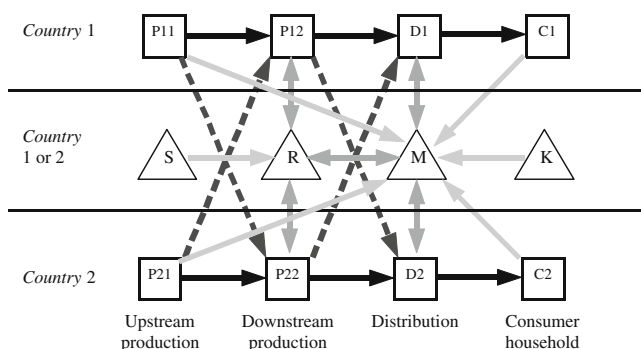 Country 1
P11
P12
D1
C1
Country
1 or 2
S
R
M
K
Country 2
P21
P22
D2
C2
Upstream
production
Downstream
production
Distribution
Consumer
household